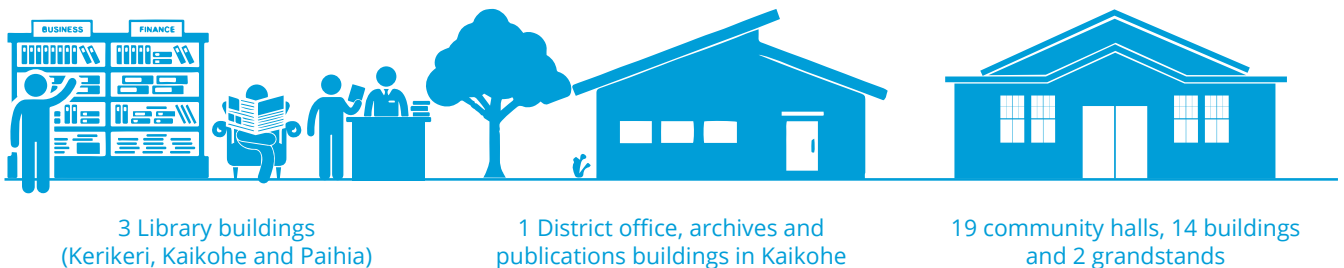 BUSINESS
FINANCE
3 Library buildings
(Kerikeri, Kaikohe and Paihia)
1 District office, archives and
publications buildings in Kaikohe
19 community halls, 14 buildings
and 2 grandstands